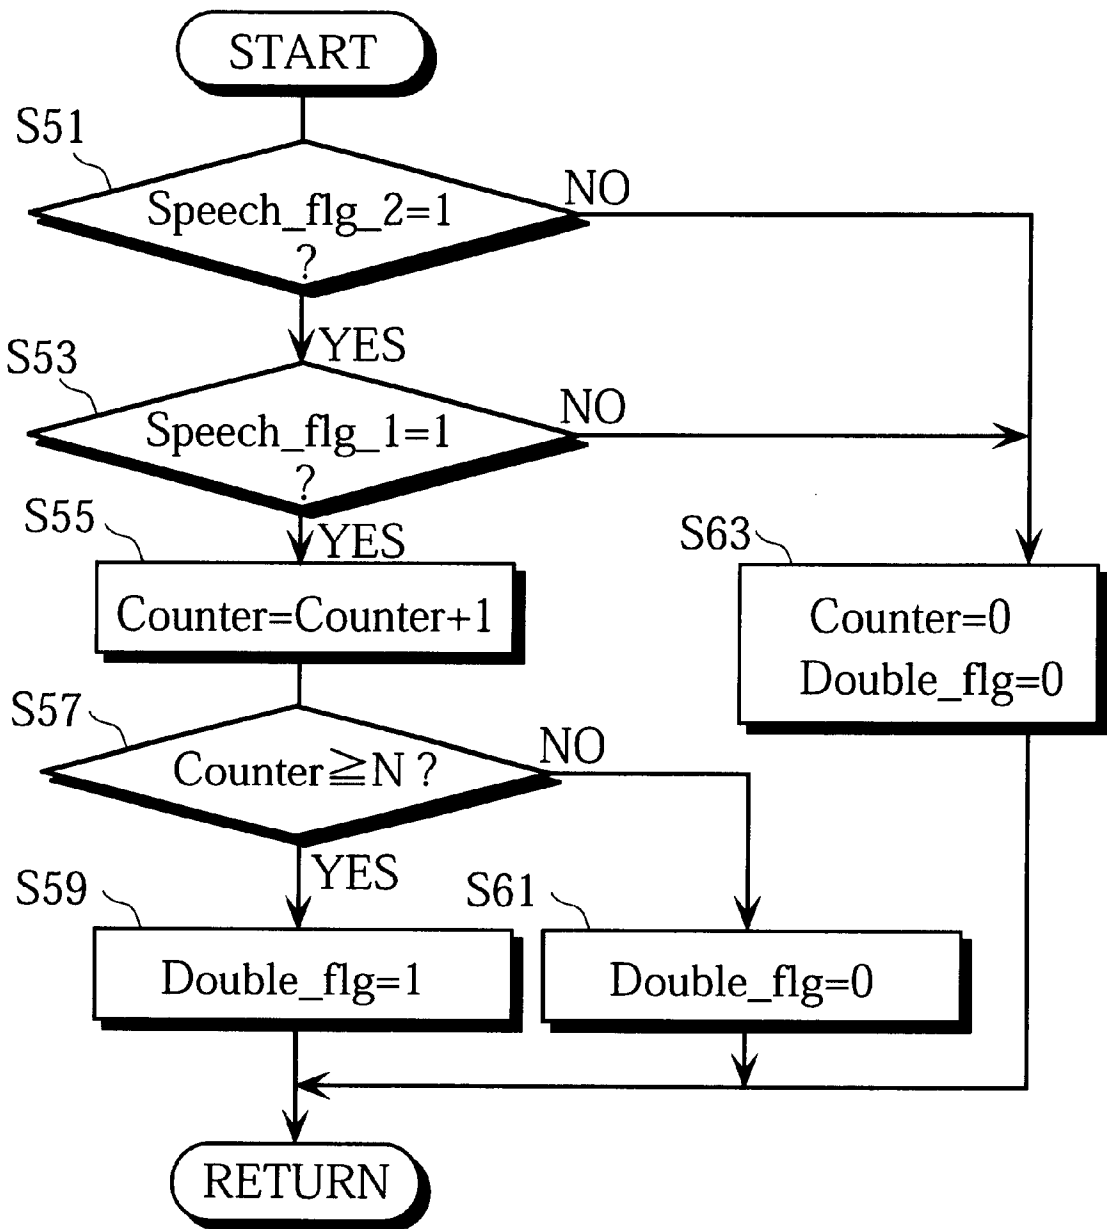 START
S51
Speech_flg_2=1
?
NO
YES
S53
Speech_flg_1=1
?
NO
YES
S55
Counter=Counter+1
S63
Counter=0
Double_flg=0
S57
Counter≧N ?
NO
YES
S59
Double_flg=1
S61
Double_flg=0
RETURN